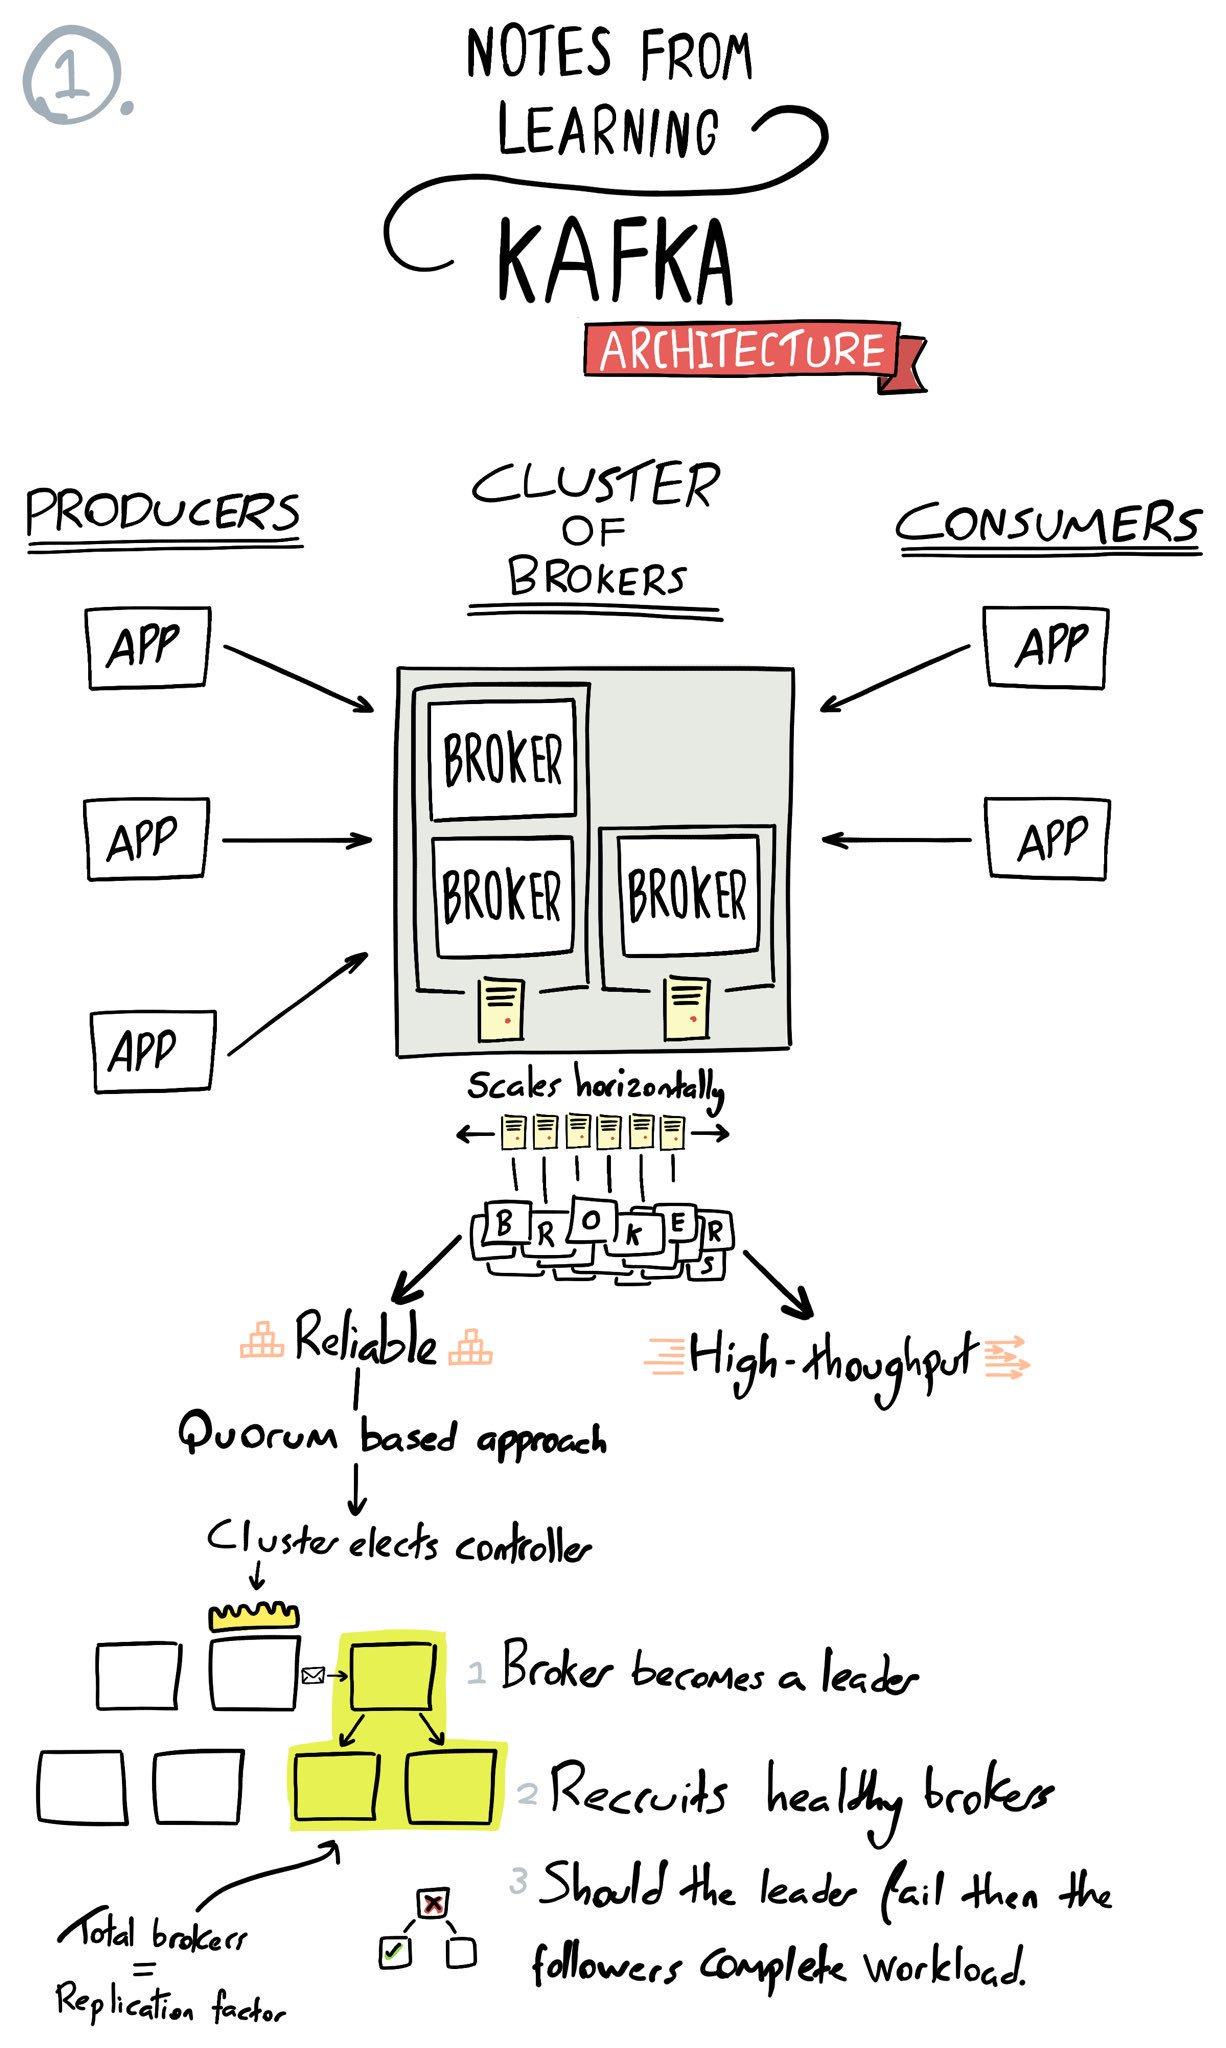 1.
NOTES FROM
LEARNING
KAFKA
ARCHITECTURE
PRODUCERS
CLUSTER
OF
BROKERS
CONSUMERS
APP
APP
APP
BROKER
BROKER
BROKER
APP
APP
Scales horizontally
BROKERS
Reliable
High-thoughput
Quorum based approach
Cluster elects controller
1 Broker becomes a leader
2 Recruits healthy brokers
3 Should the leader fail then the
followers complete workload.
Total brokers
=
Replication factor